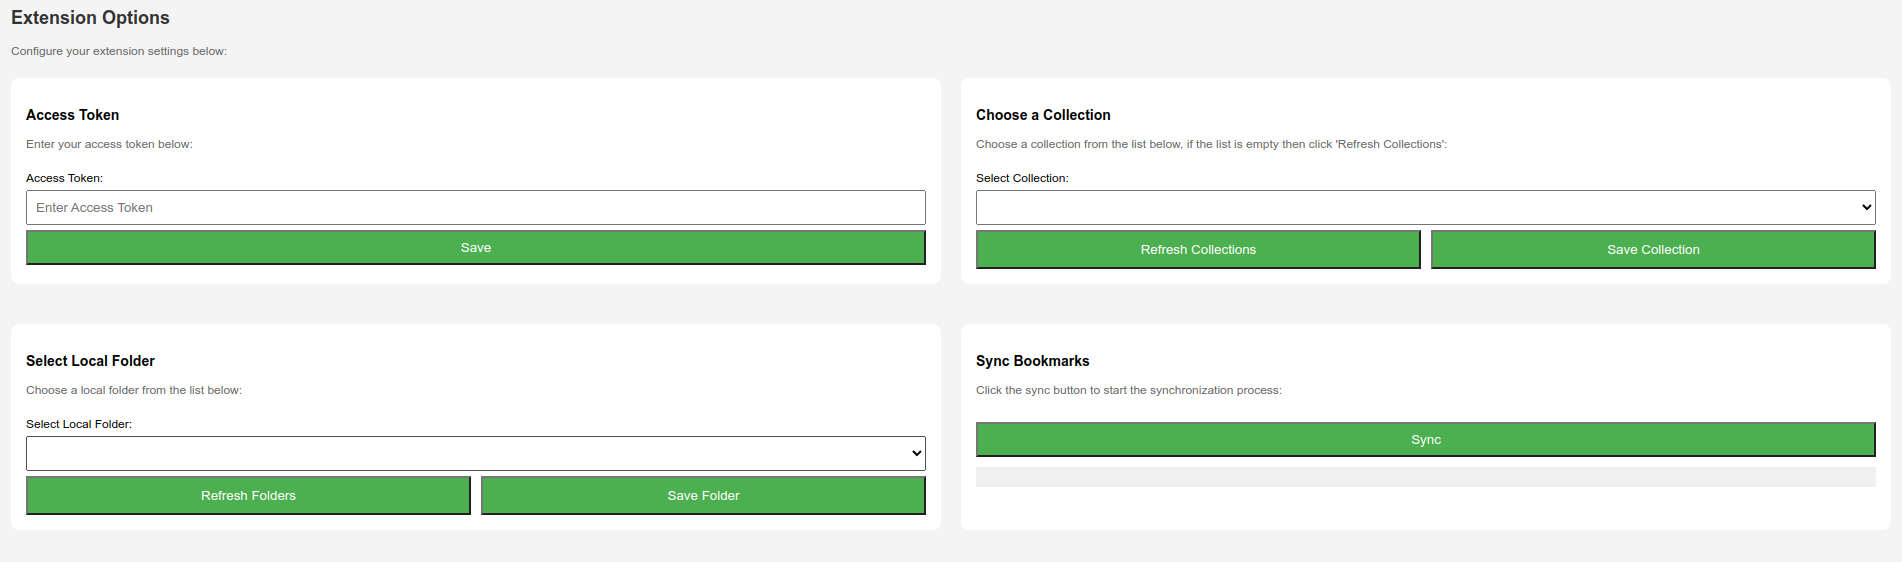 Extension Options
Configure your extension settings below:
Access Token
Enter your access token below:
Access Token:
Enter Access Token
Save
Choose a Collection
Choose a collection from the list below, if the list is empty then click 'Refresh Collections':
Select Collection:
Refresh Collections
Save Collection
Select Local Folder
Choose a local folder from the list below:
Select Local Folder:
Refresh Folders
Save Folder
Sync Bookmarks
Click the sync button to start the synchronization process:
Sync